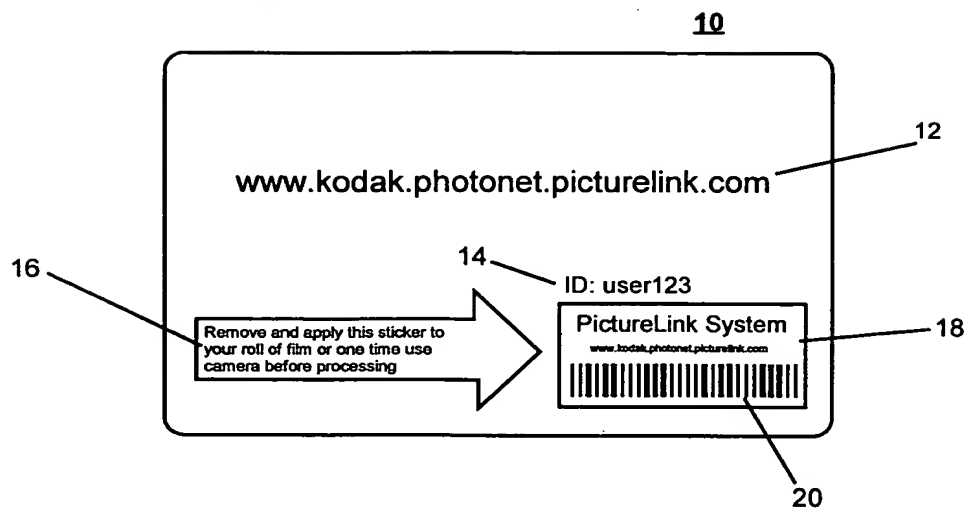 10
12
www.kodak.photonet.picturelink.com
14
16
ID: user123
PictureLink System
18
www.kodak.photonet.picturelink.com
Remove and apply this sticker to
your roll of film or one time use
camera before processing
20